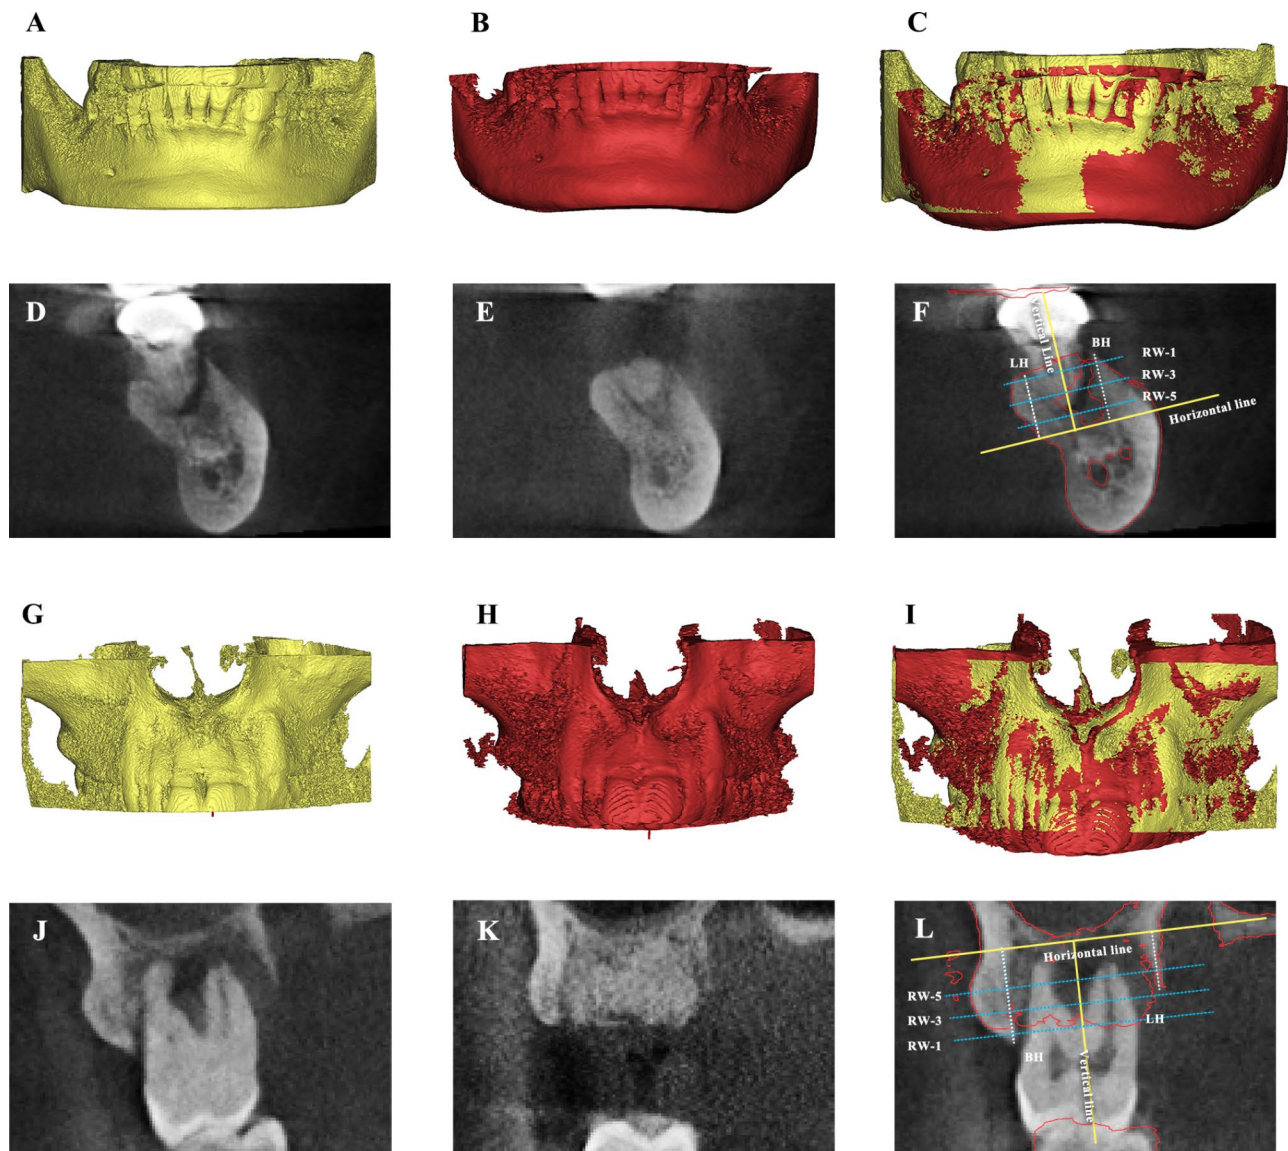 A
B
C
D
E
F
Vertical Line
LH
BH
RW-1
RW-3
RW-5
Horizontal line
G
H
I
J
K
L
Horizontal line
RW-5
RW-3
RW-1
BH
LH
Vertical line